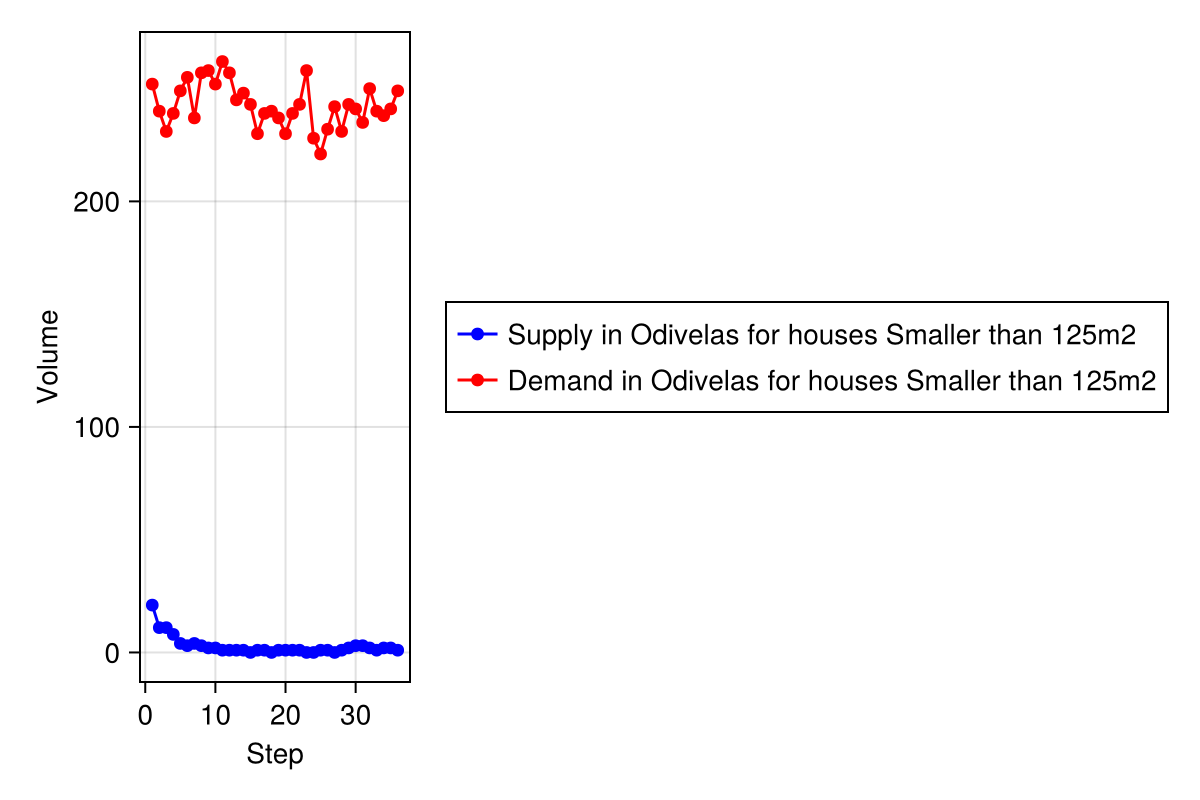 200
100
0
Volume
0 10 20 30
Step
Supply in Odivelas for houses Smaller than 125m2
Demand in Odivelas for houses Smaller than 125m2